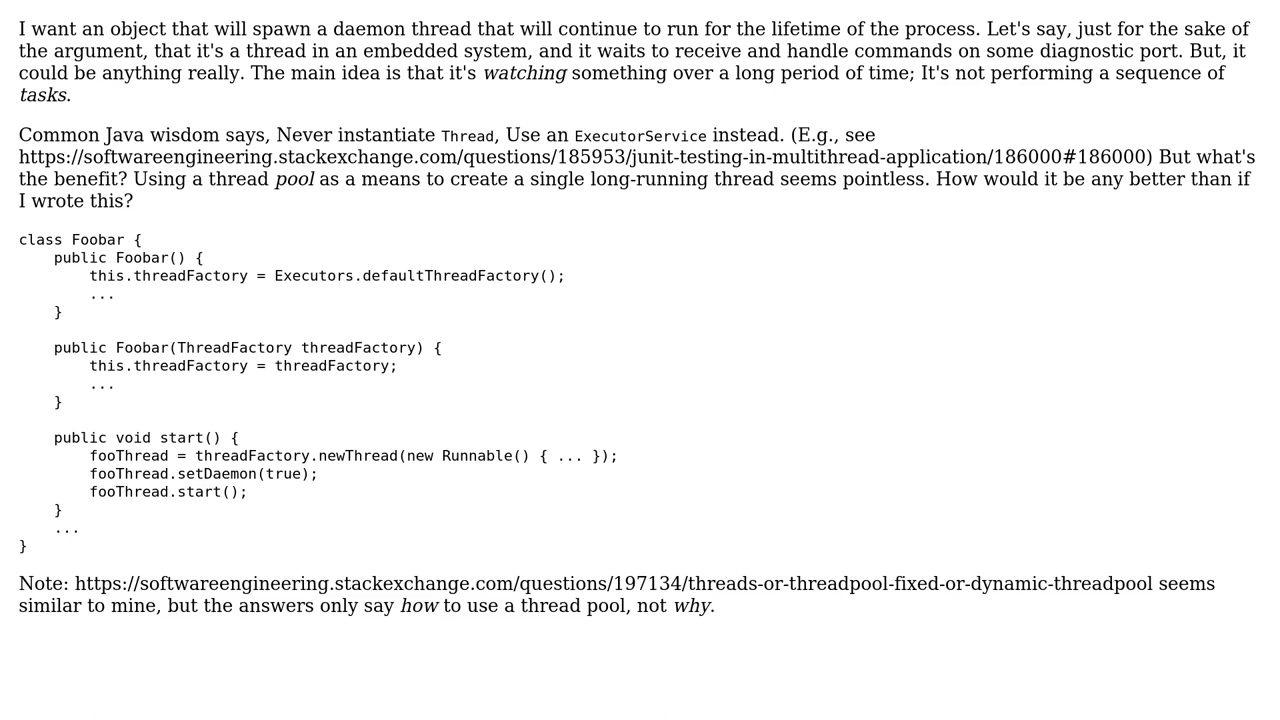 I want an object that will spawn a daemon thread that will continue to run for the lifetime of the process. Let's say, just for the sake of
the argument, that it's a thread in an embedded system, and it waits to receive and handle commands on some diagnostic port. But, it
could be anything really. The main idea is that it's watching something over a long period of time; It's not performing a sequence of
tasks.
Common Java wisdom says, Never instantiate Thread, Use an ExecutorService instead. (E.g., see
https://softwareengineering.stackexchange.com/questions/185953/junit-testing-in-multithread-application/186000#186000) But what's
the benefit? Using a thread pool as a means to create a single long-running thread seems pointless. How would it be any better than if
I wrote this?
class Foobar {
    public Foobar() {
        this.threadFactory = Executors.defaultThreadFactory();
        ...
    }
    public Foobar(ThreadFactory threadFactory) {
        this.threadFactory = threadFactory;
        ...
    }
    public void start() {
        fooThread = threadFactory.newThread(new Runnable() { ... });
        fooThread.setDaemon(true);
        fooThread.start();
    }
    ...
}
Note: https://softwareengineering.stackexchange.com/questions/197134/threads-or-threadpool-fixed-or-dynamic-threadpool seems
similar to mine, but the answers only say how to use a thread pool, not why.